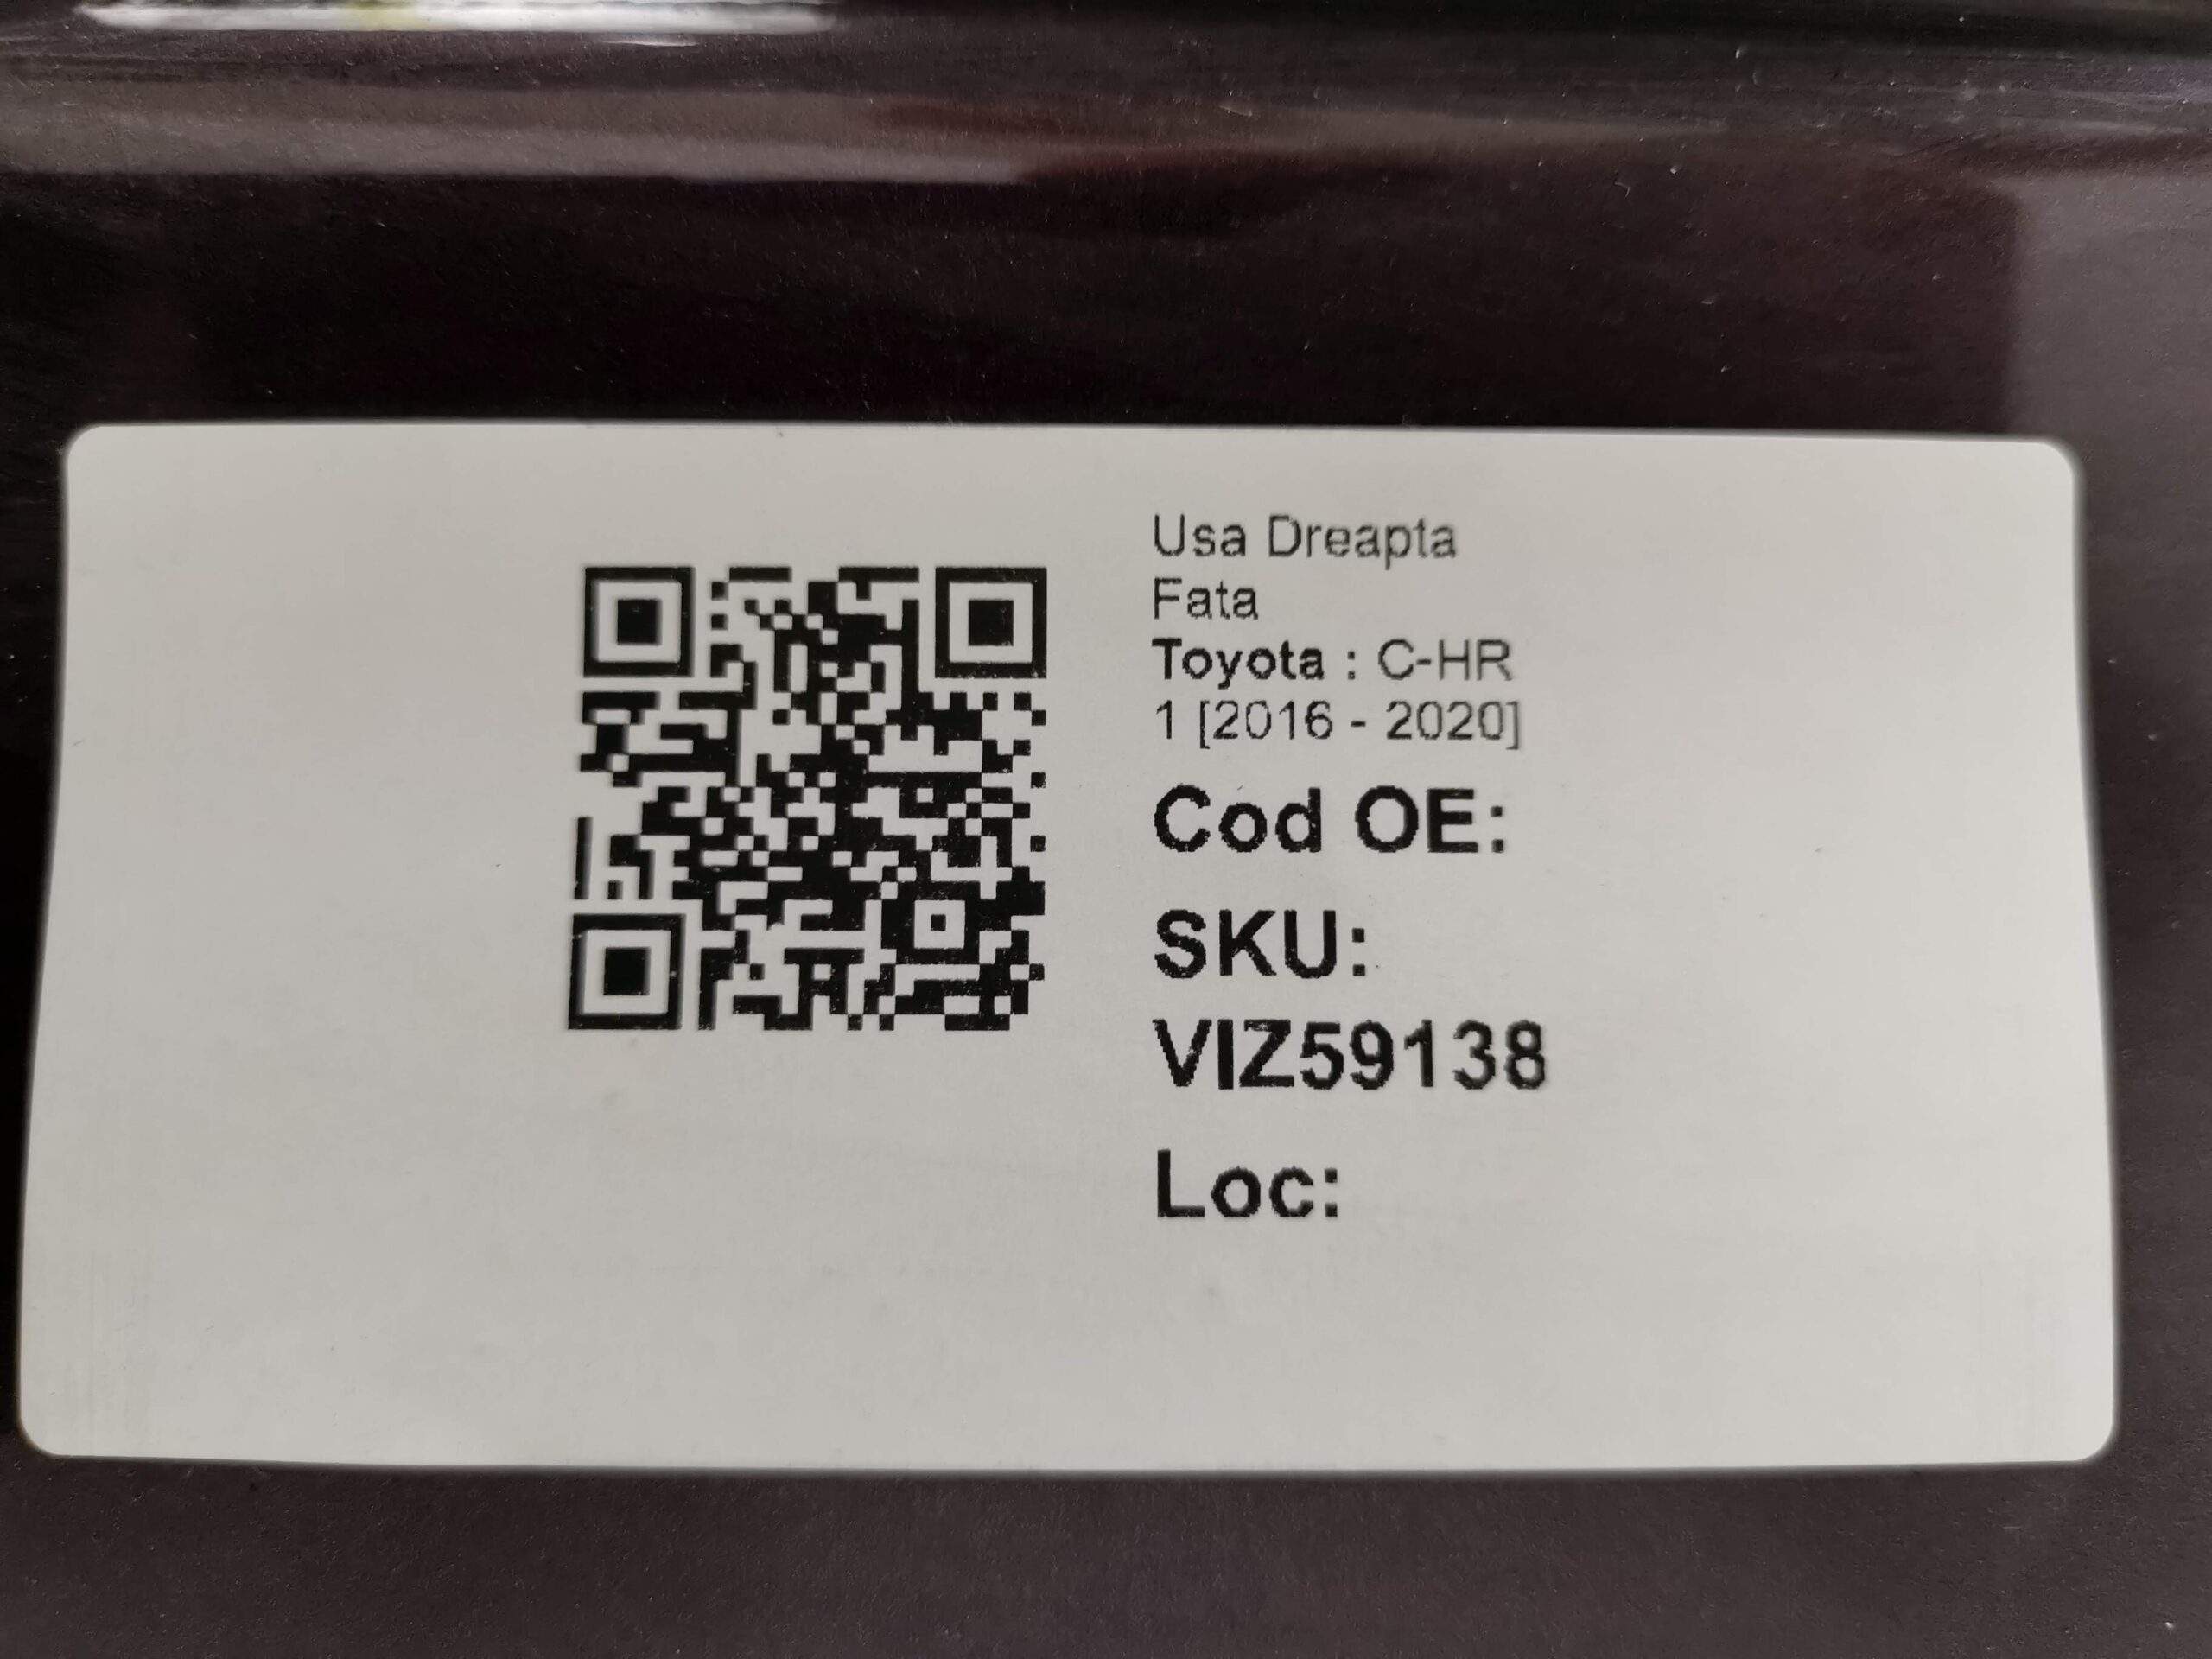 Usa Dreapta
Fata
Toyota : C-HR
1 [2016 - 2020]
Cod OE:
SKU:
VIZ59138
Loc: